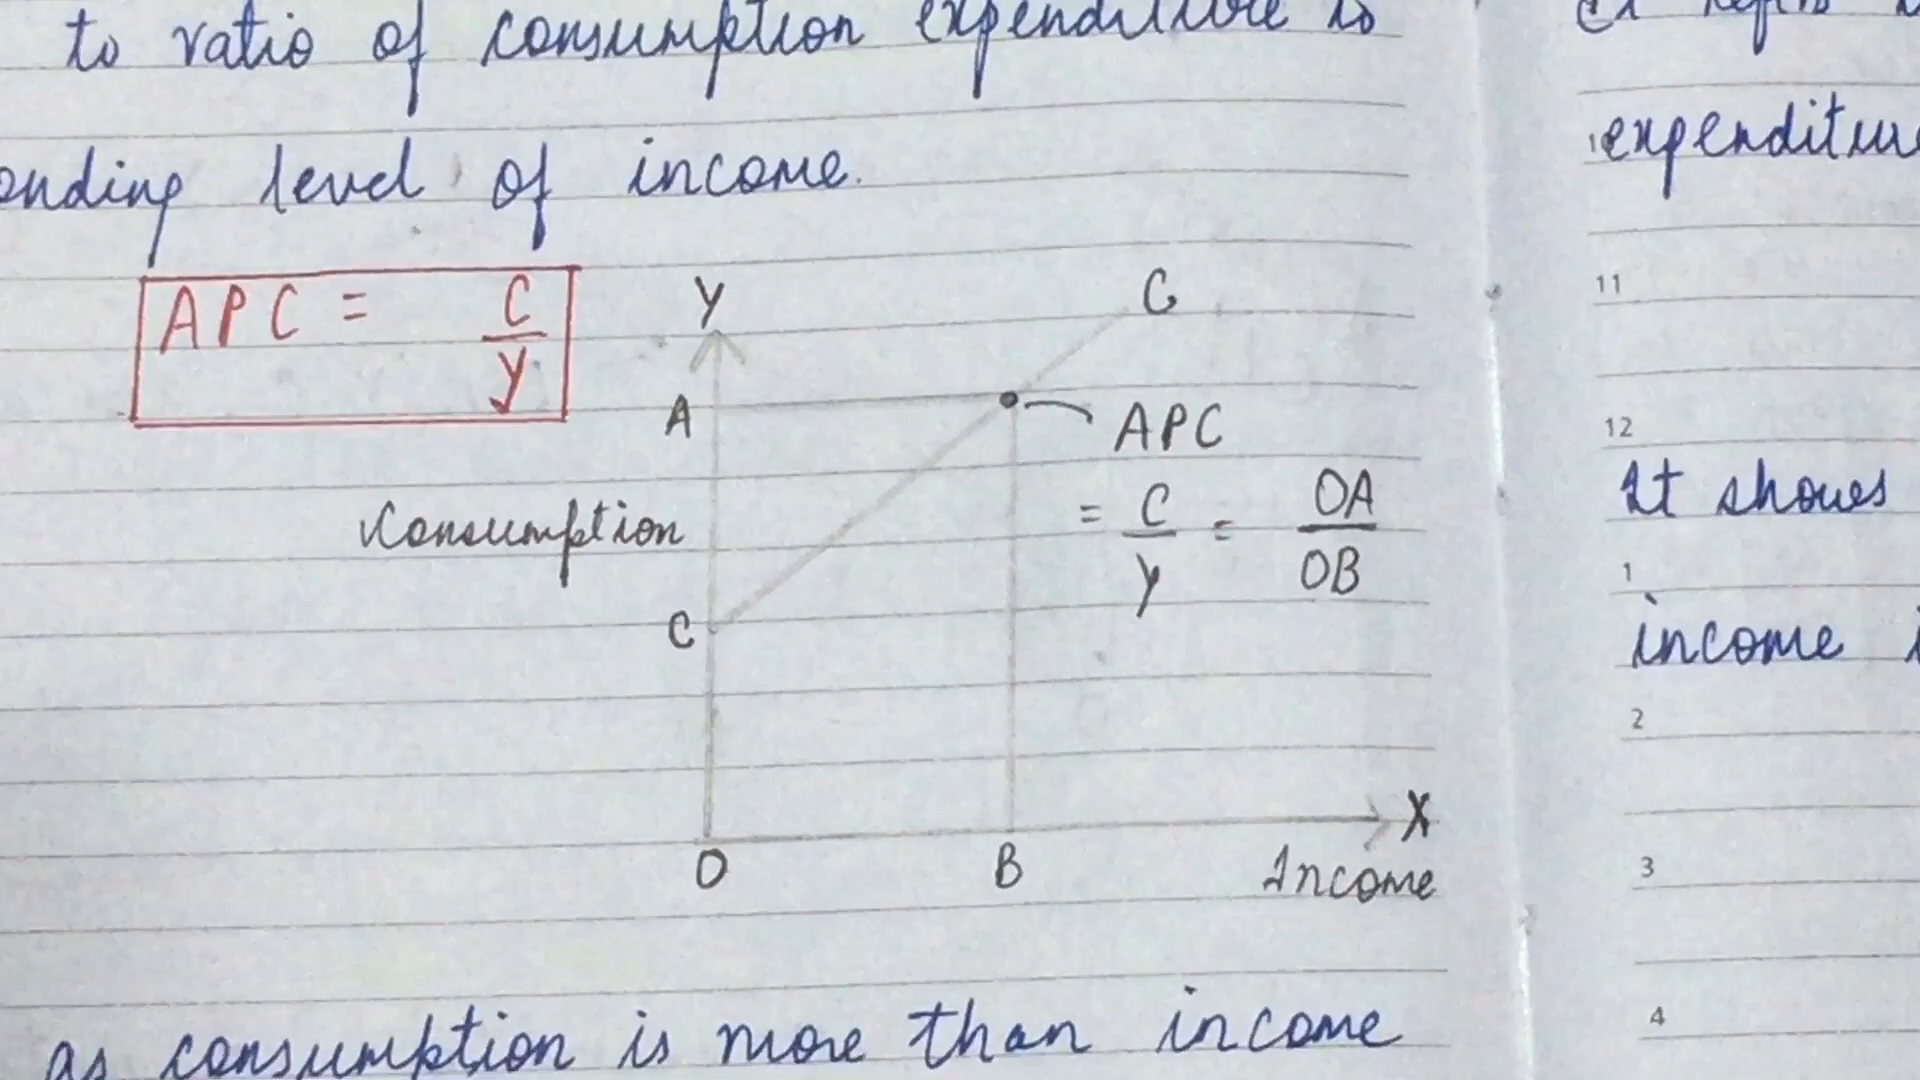 to ratio of consumption expenditure to
onding level of income.
APC = C
Y
Y
C
A
APC
= C = OA
Y OB
Consumption
C
X
O B Income
as consumption is more than income
expenditure
11
12
It shows
1
income
2
3
4